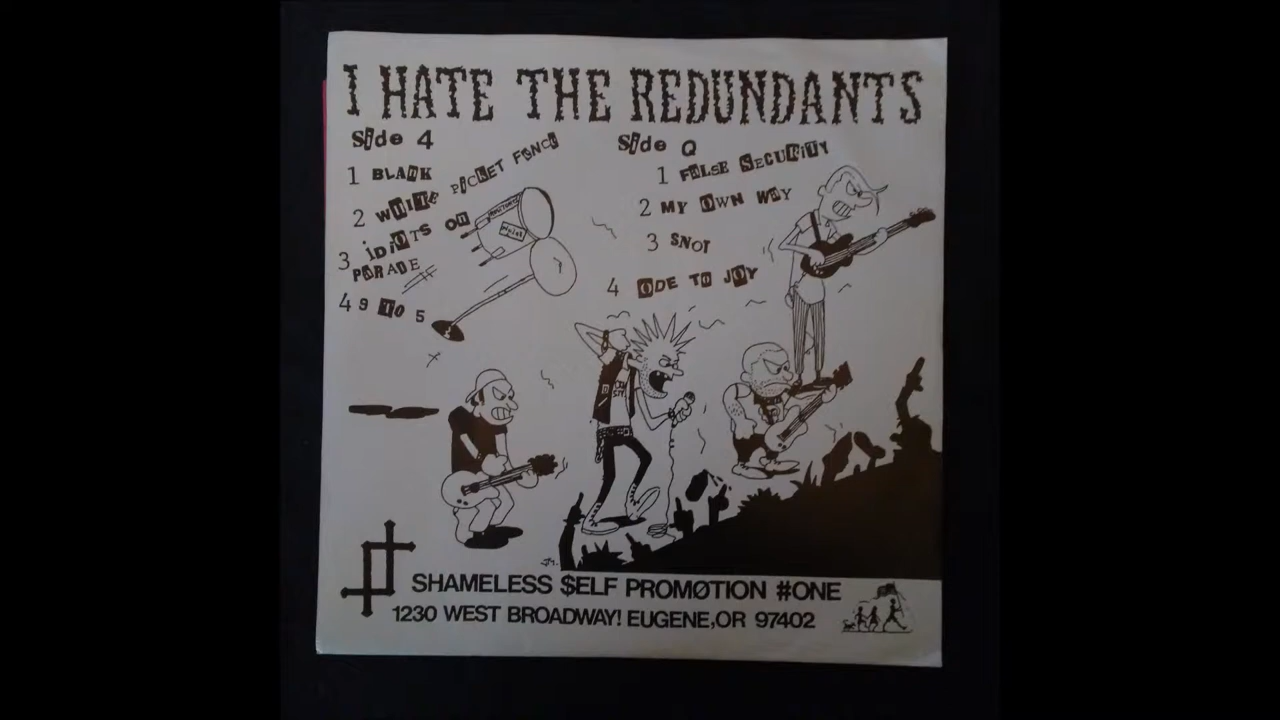 I HATE THE REDUNDANTS
Side 4
1 BLANK
2 WHITE PICKET FENCE
3 IDIOTS ON
PARADE
4 9 TO 5
Side Q
1 FALSE SECURITY
2 MY OWN WAY
3 SNOT
4 ODE TO JOY
SHAMELESS $ELF PROMØTION #ONE
1230 WEST BROADWAY! EUGENE,OR 97402